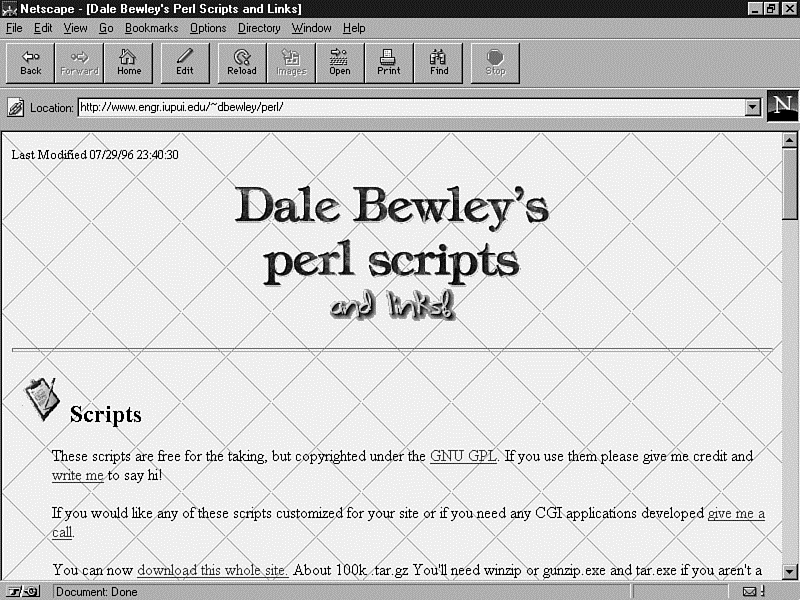 Netscape - [Dale Bewley's Perl Scripts and Links]
File Edit View Go Bookmarks Options Directory Window Help
Back Forward Home Edit Reload Images Open Print Find Stop
Location: http://www.engr.iupui.edu/~dbewley/perl/
N
Last Modified 07/29/96 23:40:30
Dale Bewley's
perl scripts
and links!
Scripts
These scripts are free for the taking, but copyrighted under the GNU GPL. If you use them please give me credit and
write me to say hi!
If you would like any of these scripts customized for your site or if you need any CGI applications developed give me a
call.
You can now download this whole site. About 100k .tar.gz You'll need winzip or gunzip.exe and tar.exe if you aren't a
Document: Done